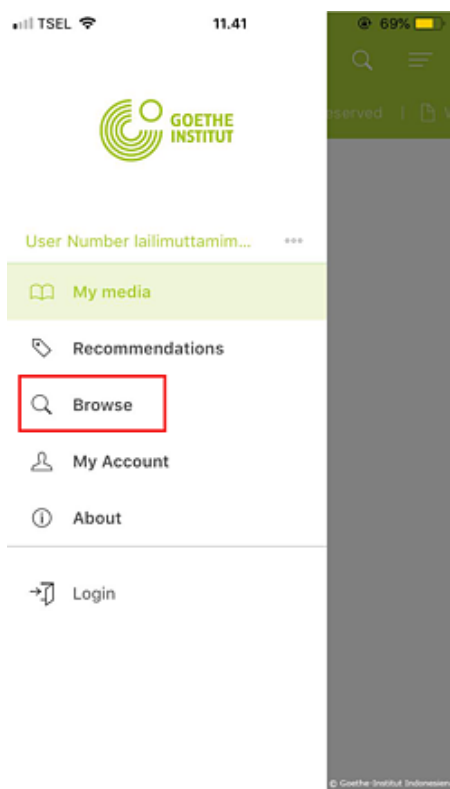 TSEL 11.41 69%
GOETHE
INSTITUT
eserved |
User Number lailimuttamim... •••
My media
Recommendations
Browse
My Account
About
Login
© Goethe-Institut Indonesien